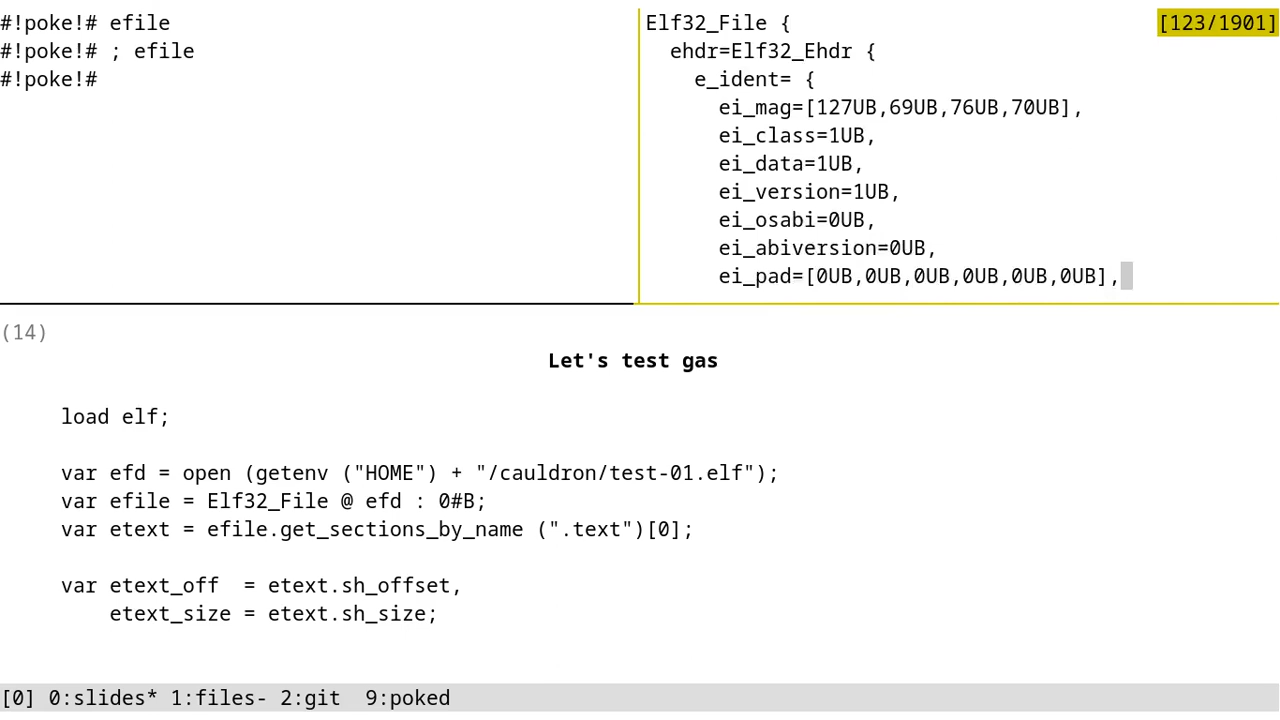 #!poke!# efile
#!poke!# ; efile
#!poke!#
Elf32_File {
[123/1901]
ehdr=Elf32_Ehdr {
e_ident= {
ei_mag=[127UB,69UB,76UB,70UB],
ei_class=1UB,
ei_data=1UB,
ei_version=1UB,
ei_osabi=0UB,
ei_abiversion=0UB,
ei_pad=[0UB,0UB,0UB,0UB,0UB,0UB],
(14)
Let's test gas
load elf;
var efd = open (getenv ("HOME") + "/cauldron/test-01.elf");
var efile = Elf32_File @ efd : 0#B;
var etext = efile.get_sections_by_name (".text")[0];
var etext_off  = etext.sh_offset,
etext_size = etext.sh_size;
[0] 0:slides* 1:files- 2:git  9:poked